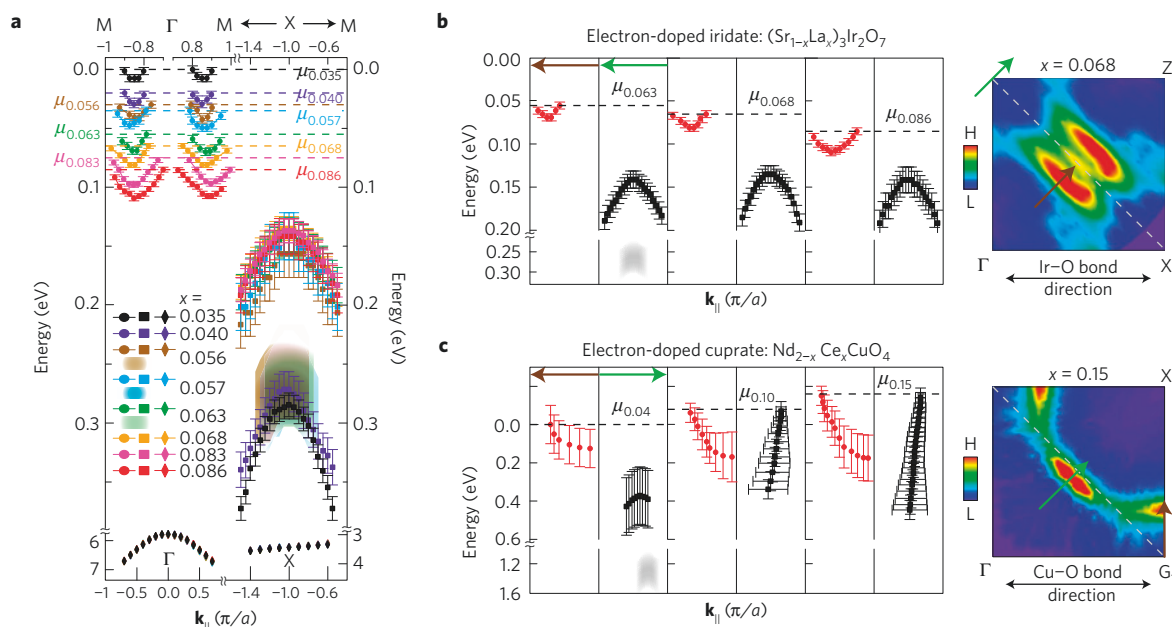 a
M Γ M X M
−1 −0.8 0.8 1 −1.4 −1.0 −0.6
0.0 0.0
μ0.035
μ0.040
μ0.056
μ0.057
μ0.063
μ0.068
μ0.083
μ0.086
0.1 0.1
0.2 0.2
0.3 0.3
Energy (eV)
Energy (eV)
x =
0.035
0.040
0.056
0.057
0.063
0.068
0.083
0.086
6 3
7 4
Γ X
−1.0 −0.5 0.0 0.5 −1.4 −1.0 −0.6
k|| (π/a)
b
Electron-doped iridate: (Sr1−xLax)3Ir2O7
0.00
0.05
0.10
0.15
0.20
0.25
0.30
Energy (eV)
μ0.063
μ0.068
μ0.086
k|| (π/a)
x = 0.068 Z
H
L
Γ X
Ir–O bond
direction
c
Electron-doped cuprate: Nd2−x CexCuO4
0.0
0.2
0.4
0.6
1.2
1.6
Energy (eV)
μ0.04
μ0.10
μ0.15
k|| (π/a)
x = 0.15 X
H
L
Γ G
Cu–O bond
direction